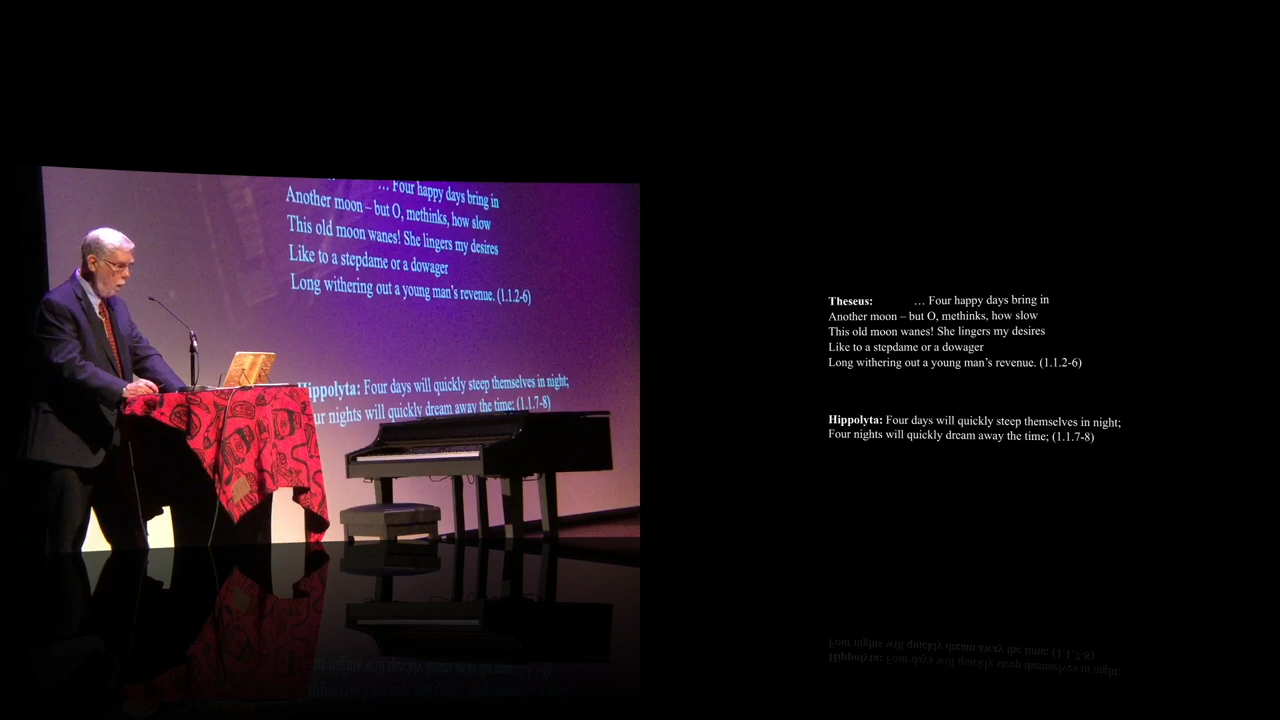 … Four happy days bring in
Another moon – but O, methinks, how slow
This old moon wanes! She lingers my desires
Like to a stepdame or a dowager
Long withering out a young man's revenue. (1.1.2-6)
Hippolyta: Four days will quickly steep themselves in night;
our nights will quickly dream away the time; (1.1.7-8)
Theseus: … Four happy days bring in
Another moon – but O, methinks, how slow
This old moon wanes! She lingers my desires
Like to a stepdame or a dowager
Long withering out a young man's revenue. (1.1.2-6)
Hippolyta: Four days will quickly steep themselves in night;
Four nights will quickly dream away the time; (1.1.7-8)